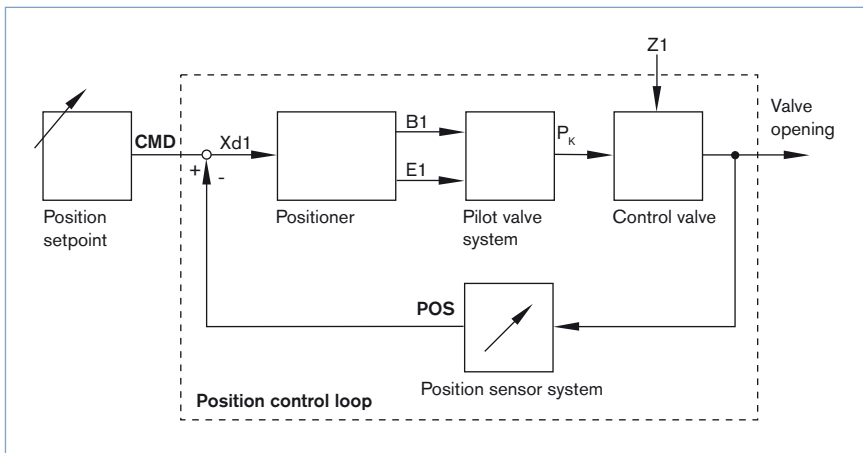 Z1
Valve
opening
B1
CMD
Xd1
P_K
+
-
E1
Position
setpoint
Positioner
Pilot valve
system
Control valve
POS
Position sensor system
Position control loop